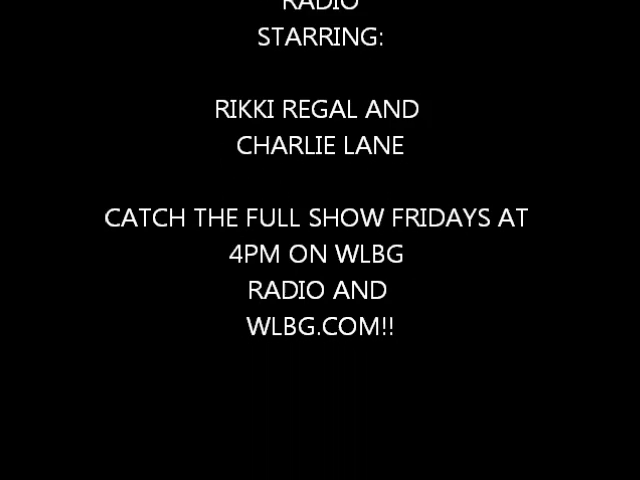 RADIO
STARRING:
RIKKI REGAL AND
CHARLIE LANE
CATCH THE FULL SHOW FRIDAYS AT
4PM ON WLBG
RADIO AND
WLBG.COM!!